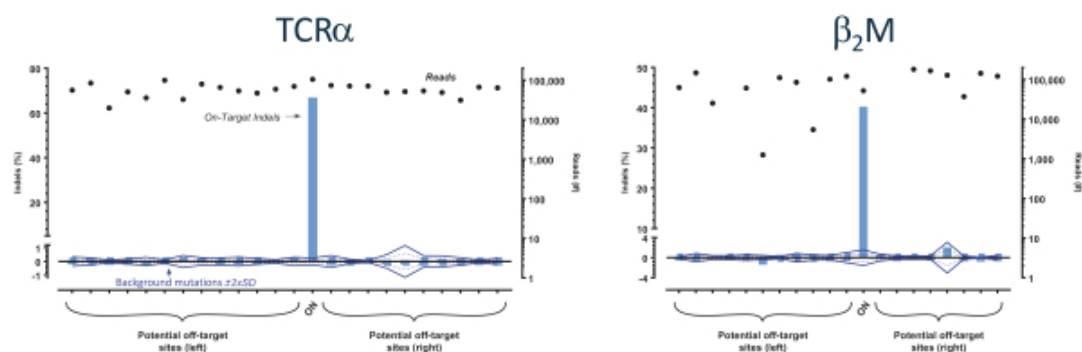 TCRα
β₂M
80
60
40
20
1
0
-1
Indels (%)
Reads
On-Target Indels
Background mutations ±2xSD
100,000
10,000
1,000
100
10
1
Reads (#)
ON
Potential off-target
sites (left)
Potential off-target
sites (right)
50
40
30
20
10
4
0
-4
Indels (%)
100,000
10,000
1,000
100
10
1
Reads (#)
ON
Potential off-target
sites (left)
Potential off-target
sites (right)